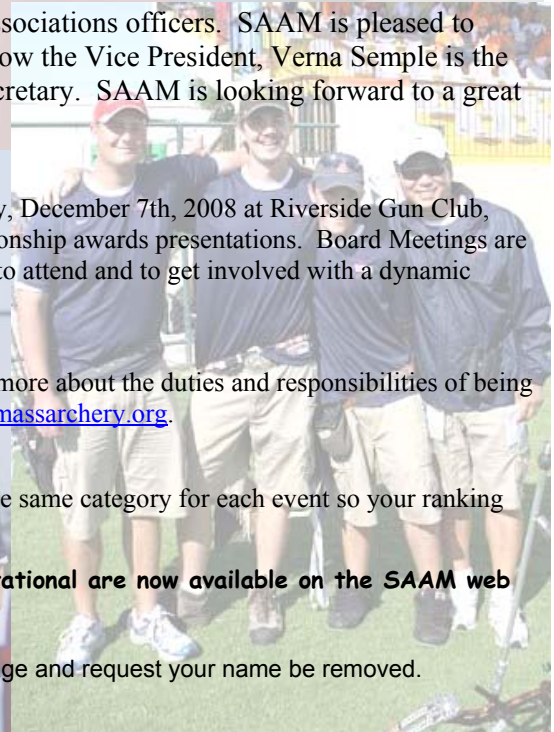 ssociations officers. SAAM is pleased to
ow the Vice President, Verna Semple is the
cretary. SAAM is looking forward to a great
y, December 7th, 2008 at Riverside Gun Club,
onship awards presentations. Board Meetings are
to attend and to get involved with a dynamic
more about the duties and responsibilities of being
massarchery.org.
e same category for each event so your ranking
ational are now available on the SAAM web
ge and request your name be removed.